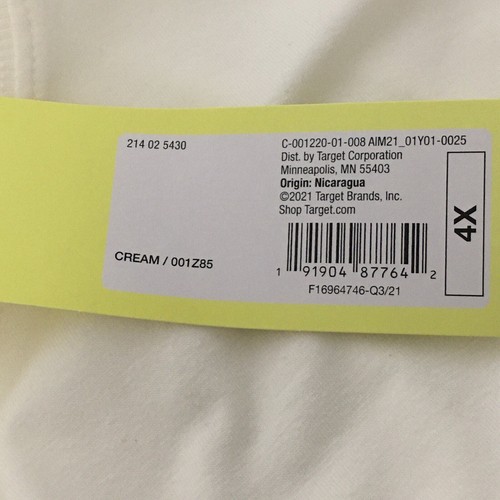 214 02 5430
C-001220-01-008 AIM21_01Y01-0025
Dist. by Target Corporation
Minneapolis, MN 55403
Origin: Nicaragua
©2021 Target Brands, Inc.
Shop Target.com
4X
CREAM / 001Z85
1 91904 87764 2
F16964746-Q3/21